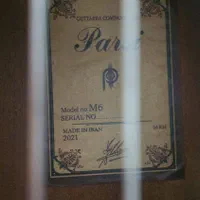 Parsi
Model no M6
SERIAL NO
MADE IN IRAN
2021